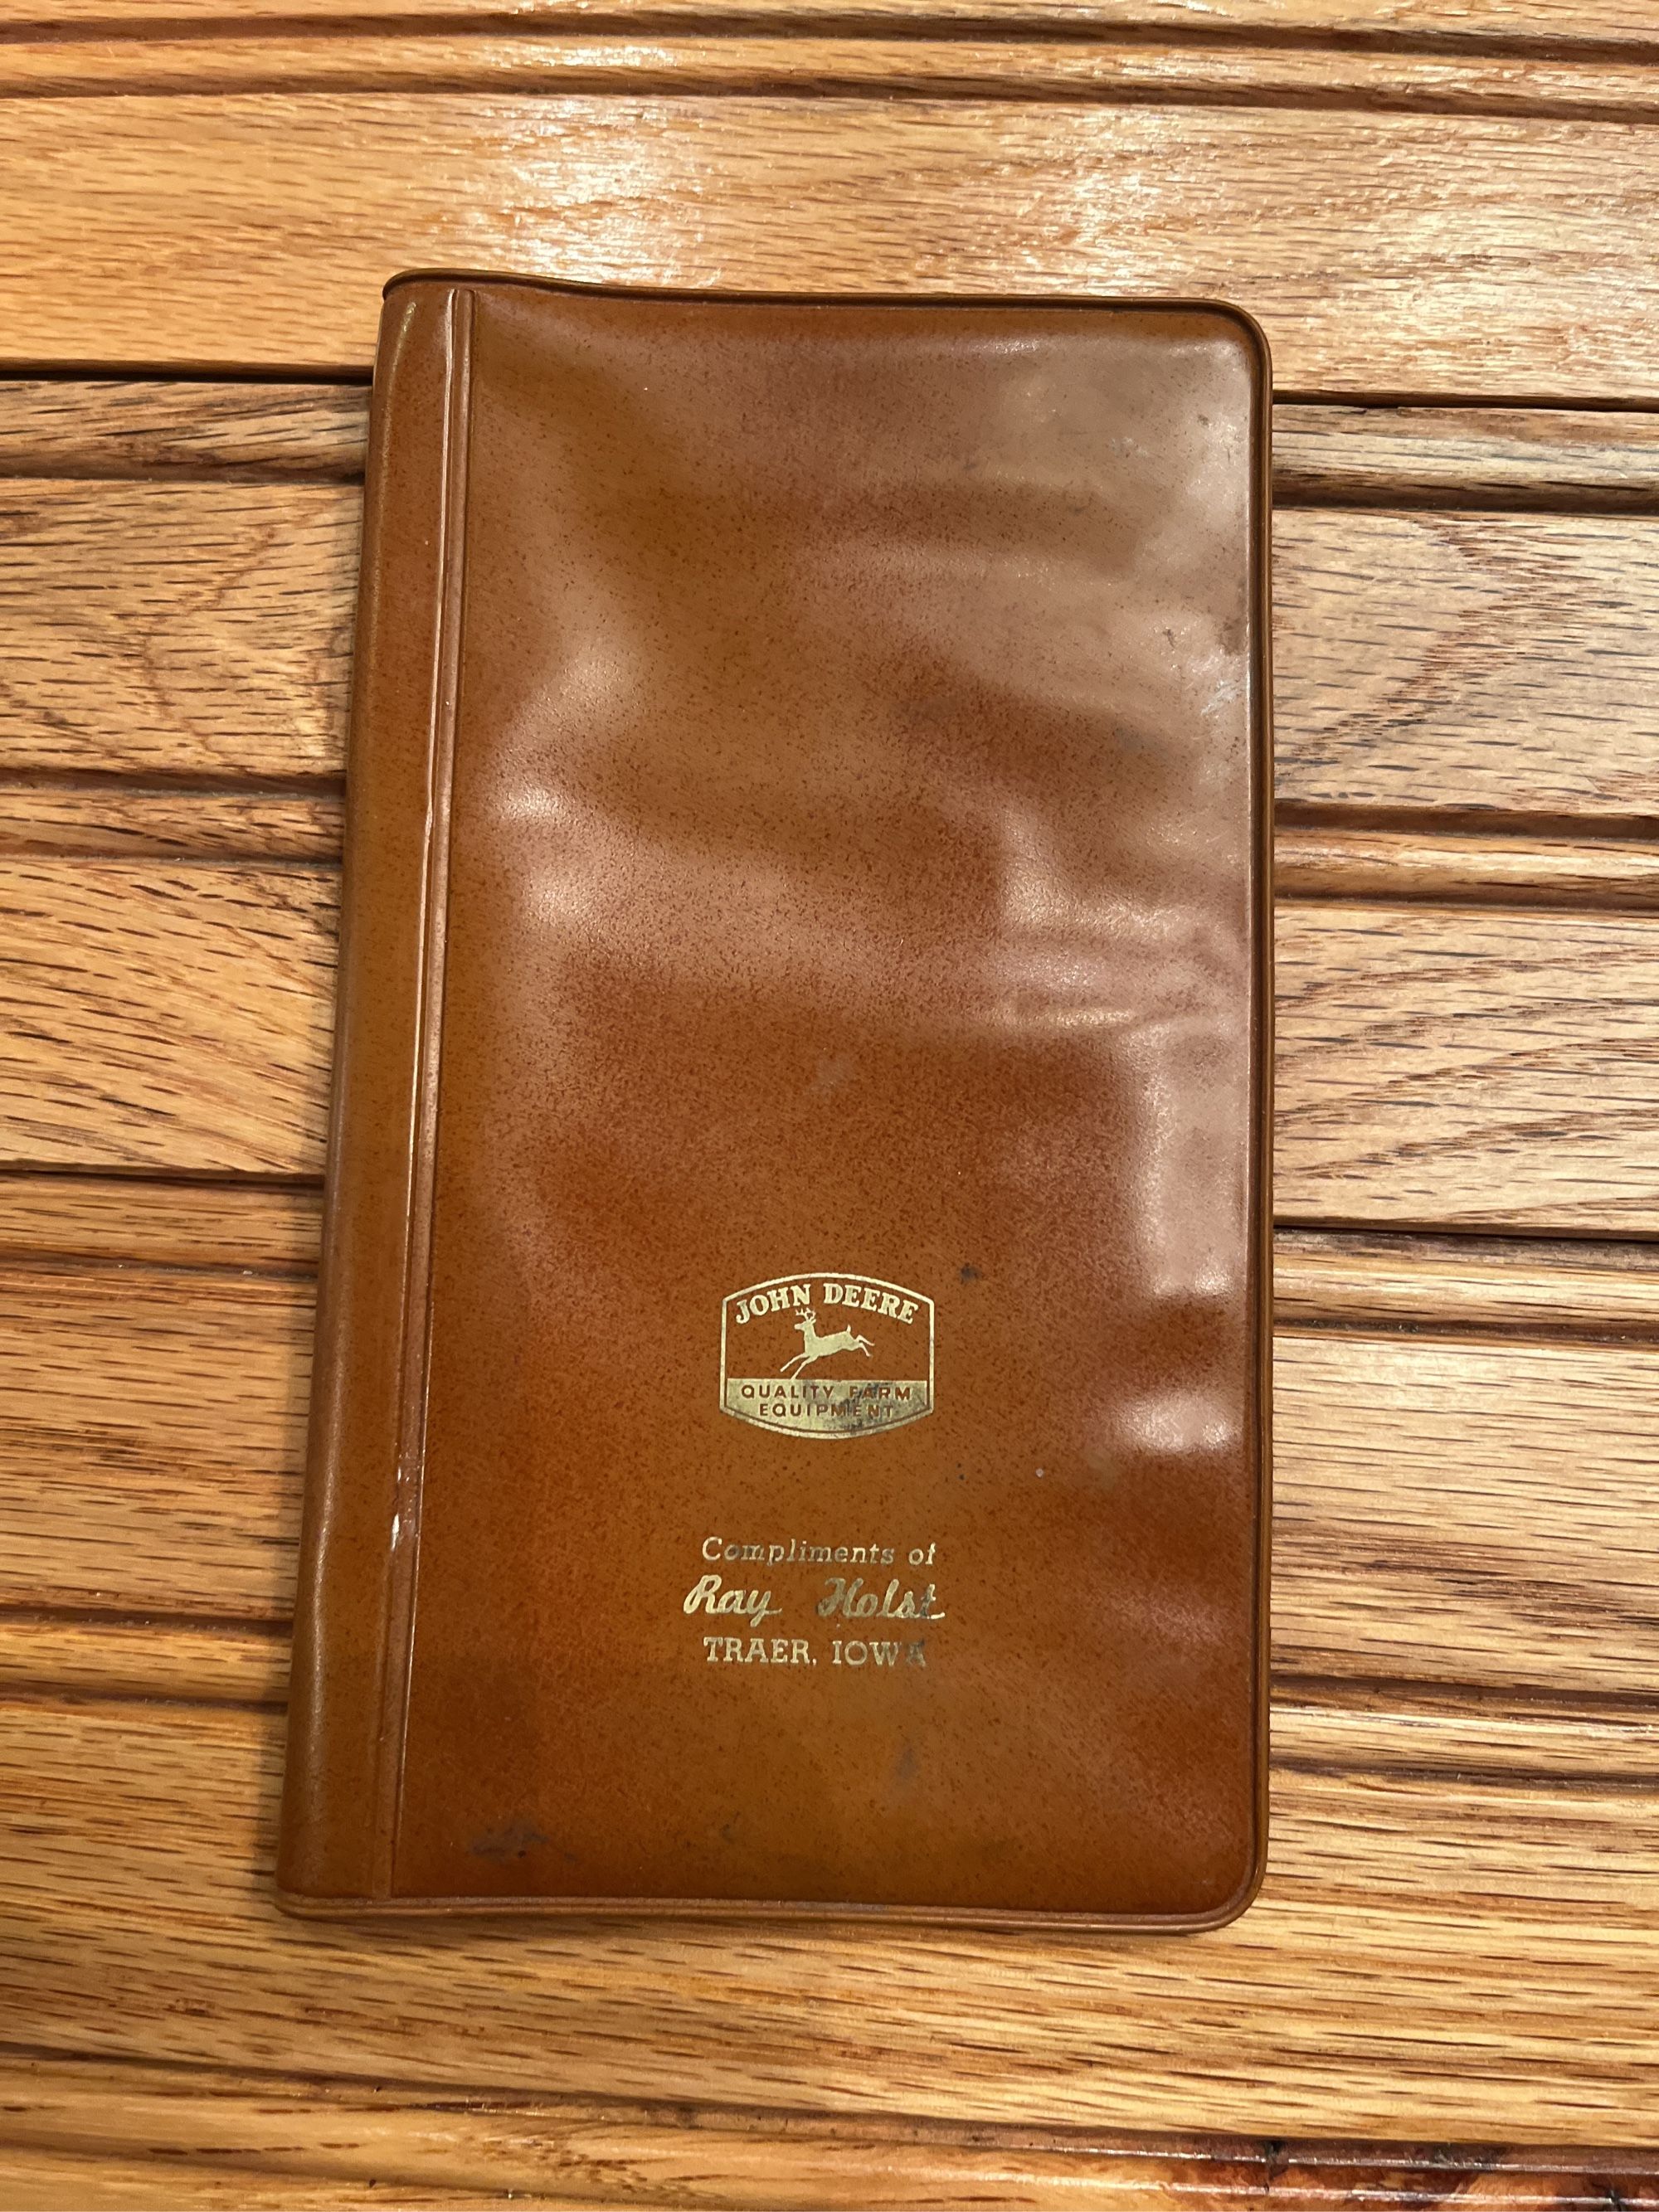 JOHN DEERE
QUALITY FARM
EQUIPMENT
Compliments of
Ray Holst
TRAER, IOWA